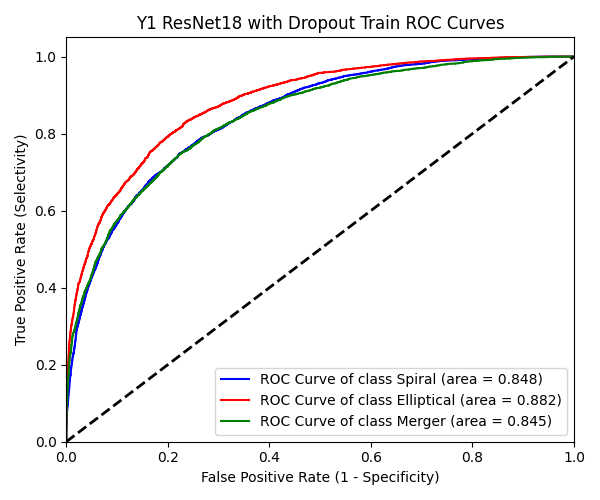 Y1 ResNet18 with Dropout Train ROC Curves
True Positive Rate (Selectivity)
1.0
0.8
0.6
0.4
0.2
0.0
ROC Curve of class Spiral (area = 0.848)
ROC Curve of class Elliptical (area = 0.882)
ROC Curve of class Merger (area = 0.845)
0.0 0.2 0.4 0.6 0.8 1.0
False Positive Rate (1 - Specificity)